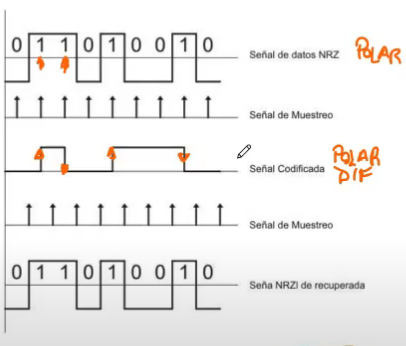 0 1 1 0 1 0 0 1 0
Señal de datos NRZ POLAR
Señal de Muestreo
Señal Codificada POLAR
DIF
Señal de Muestreo
0 1 1 0 1 0 0 1 0
Seña NRZI de recuperada